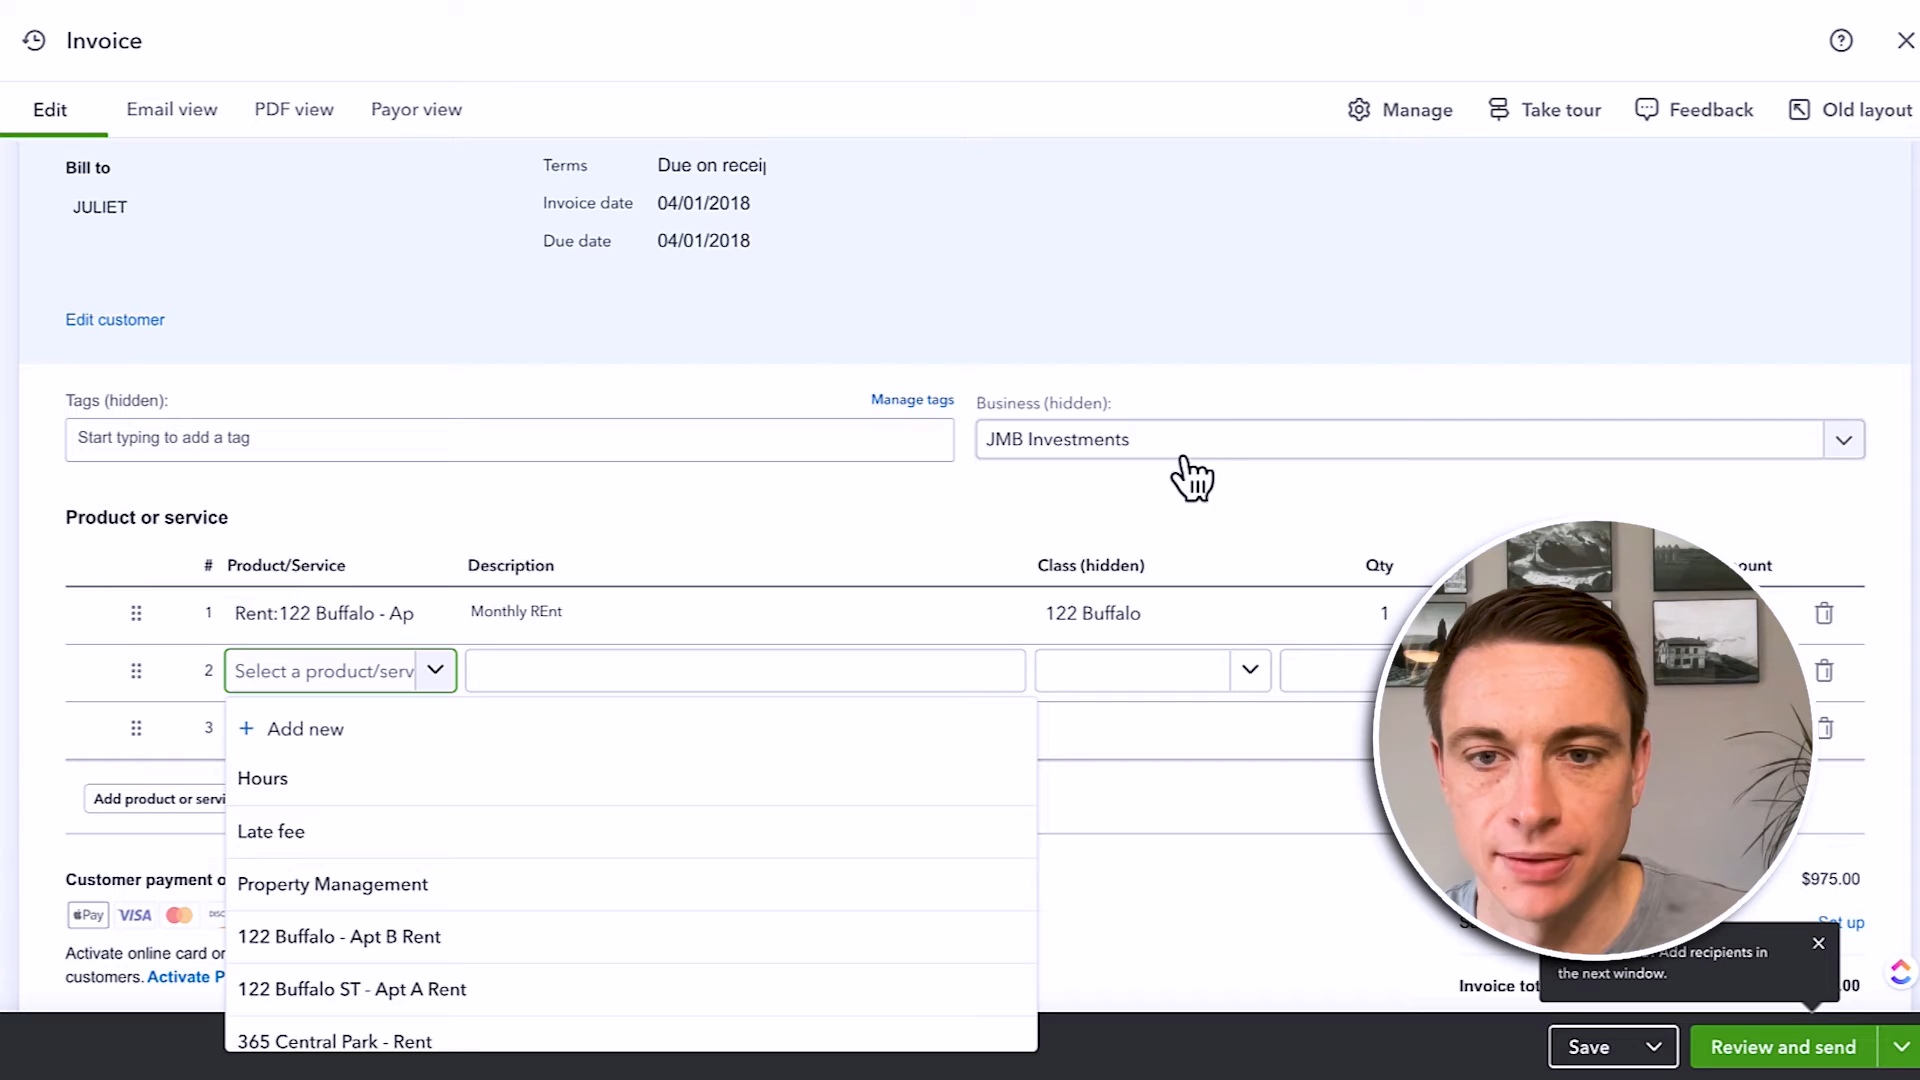 Invoice
Edit Email view PDF view Payor view Manage Take tour Feedback Old layout
Bill to
JULIET
Terms Due on receip
Invoice date 04/01/2018
Due date 04/01/2018
Edit customer
Tags (hidden): Manage tags Business (hidden):
Start typing to add a tag JMB Investments
Product or service
# Product/Service Description Class (hidden) Qty ount
1 Rent:122 Buffalo - Ap Monthly REnt 122 Buffalo 1
2 Select a product/serv
3
+ Add new
Hours
Add product or servi
Late fee
Customer payment o
Property Management
$975.00
Pay VISA DISC
122 Buffalo - Apt B Rent
Set up
Activate online card or
customers. Activate P
122 Buffalo ST - Apt A Rent
Add recipients in
the next window.
Invoice tot .00
365 Central Park - Rent
Save Review and send